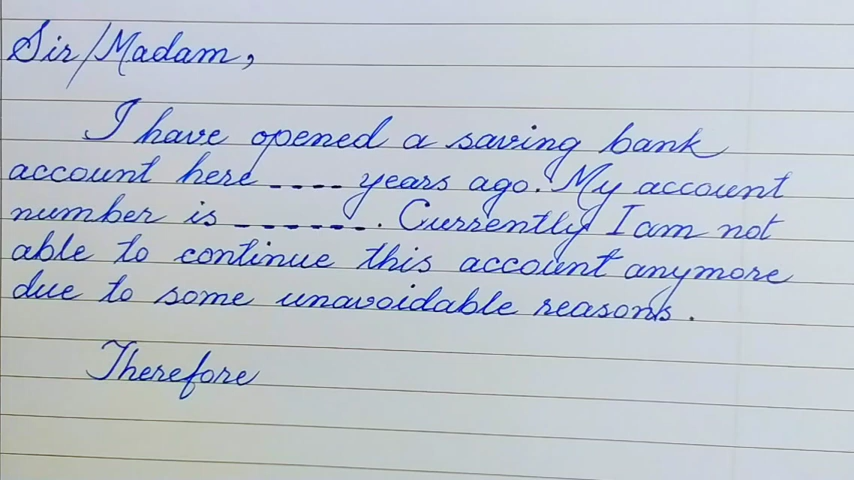 Sir/Madam,
I have opened a saving bank
account here .... years ago. My account
number is ....... . Currently I am not
able to continue this account anymore
due to some unavoidable reasons.
Therefore